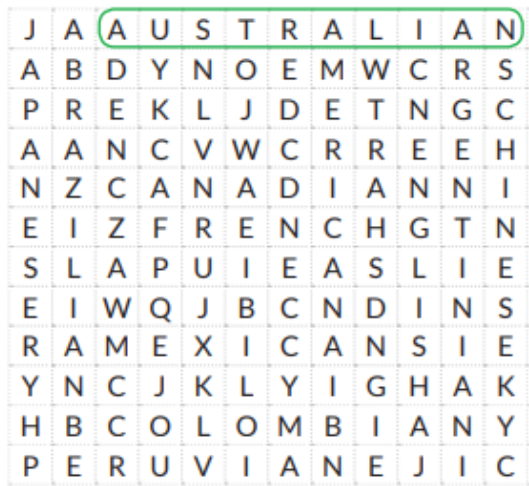 J A A U S T R A L I A N
A B D Y N O E M W C R S
P R E K L J D E T N G C
A A N C V W C R R E E H
N Z C A N A D I A N N I
E I Z F R E N C H G T N
S L A P U I E A S L I E
E I W Q J B C N D I N S
R A M E X I C A N S I E
Y N C J K L Y I G H A K
H B C O L O M B I A N Y
P E R U V I A N E J I C